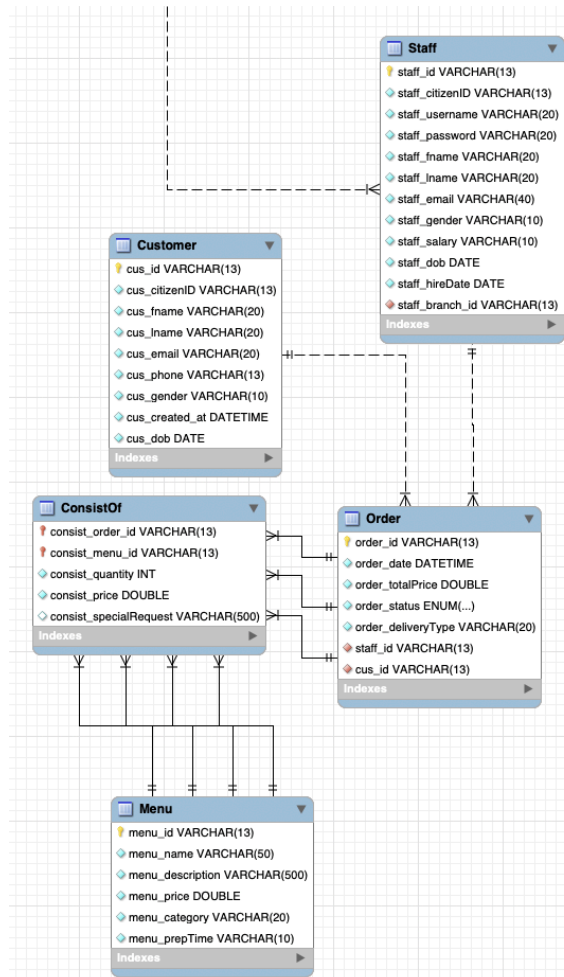 Staff
staff_id VARCHAR(13)
staff_citizenID VARCHAR(13)
staff_username VARCHAR(20)
staff_password VARCHAR(20)
staff_fname VARCHAR(20)
staff_lname VARCHAR(20)
staff_email VARCHAR(40)
staff_gender VARCHAR(10)
staff_salary VARCHAR(10)
staff_dob DATE
staff_hireDate DATE
staff_branch_id VARCHAR(13)
Indexes
Customer
cus_id VARCHAR(13)
cus_citizenID VARCHAR(13)
cus_fname VARCHAR(20)
cus_lname VARCHAR(20)
cus_email VARCHAR(20)
cus_phone VARCHAR(13)
cus_gender VARCHAR(10)
cus_created_at DATETIME
cus_dob DATE
Indexes
ConsistOf
consist_order_id VARCHAR(13)
consist_menu_id VARCHAR(13)
consist_quantity INT
consist_price DOUBLE
consist_specialRequest VARCHAR(500)
Indexes
Order
order_id VARCHAR(13)
order_date DATETIME
order_totalPrice DOUBLE
order_status ENUM(...)
order_deliveryType VARCHAR(20)
staff_id VARCHAR(13)
cus_id VARCHAR(13)
Indexes
Menu
menu_id VARCHAR(13)
menu_name VARCHAR(50)
menu_description VARCHAR(500)
menu_price DOUBLE
menu_category VARCHAR(20)
menu_prepTime VARCHAR(10)
Indexes